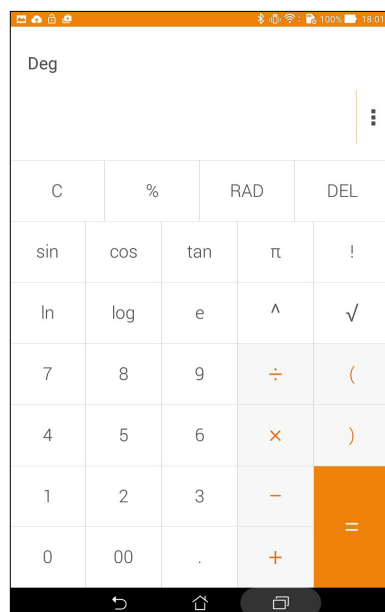 100% 18:01
Deg
C % RAD DEL
sin cos tan π !
ln log e ^ √
7 8 9 ÷ (
4 5 6 × )
1 2 3 −
=
0 00 . +